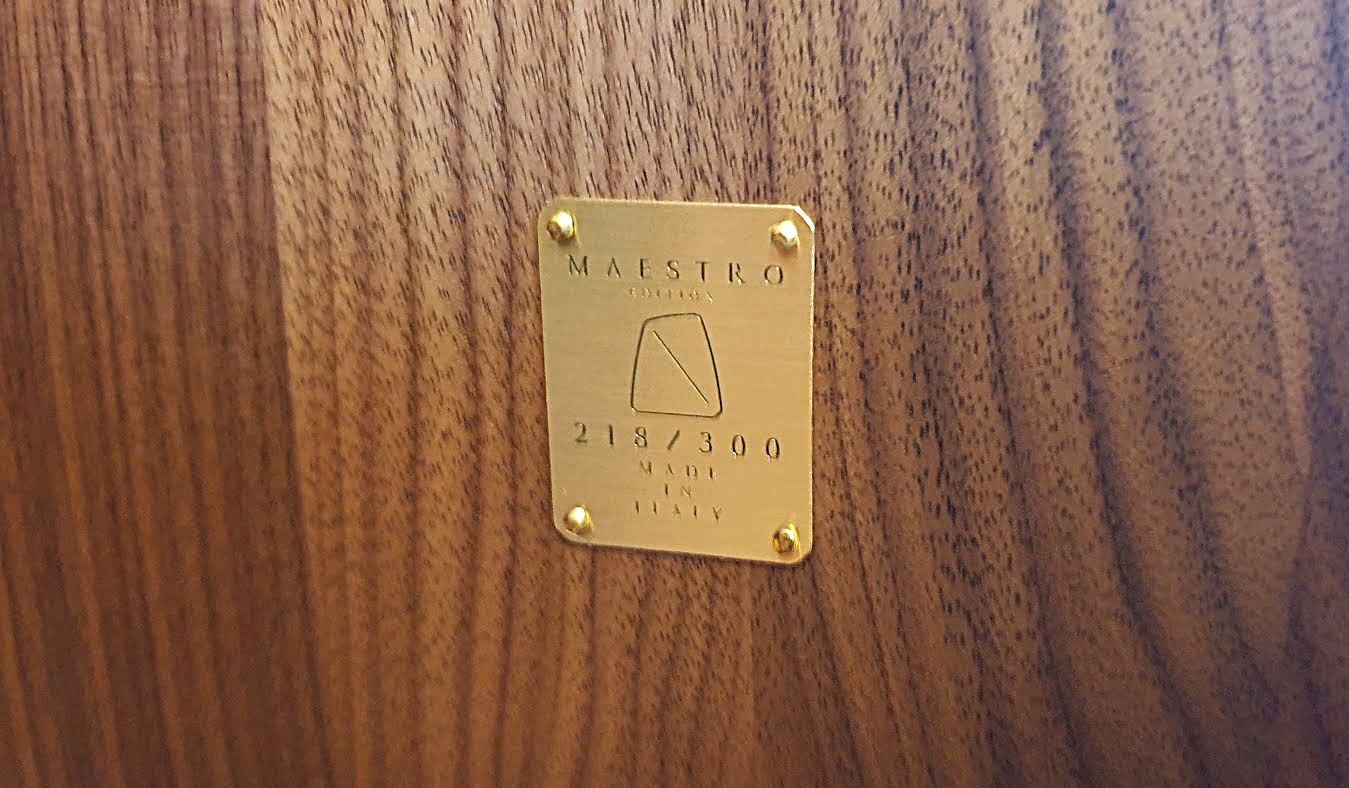 MAESTRO
EDITION
218/300
MADE
IN
ITALY